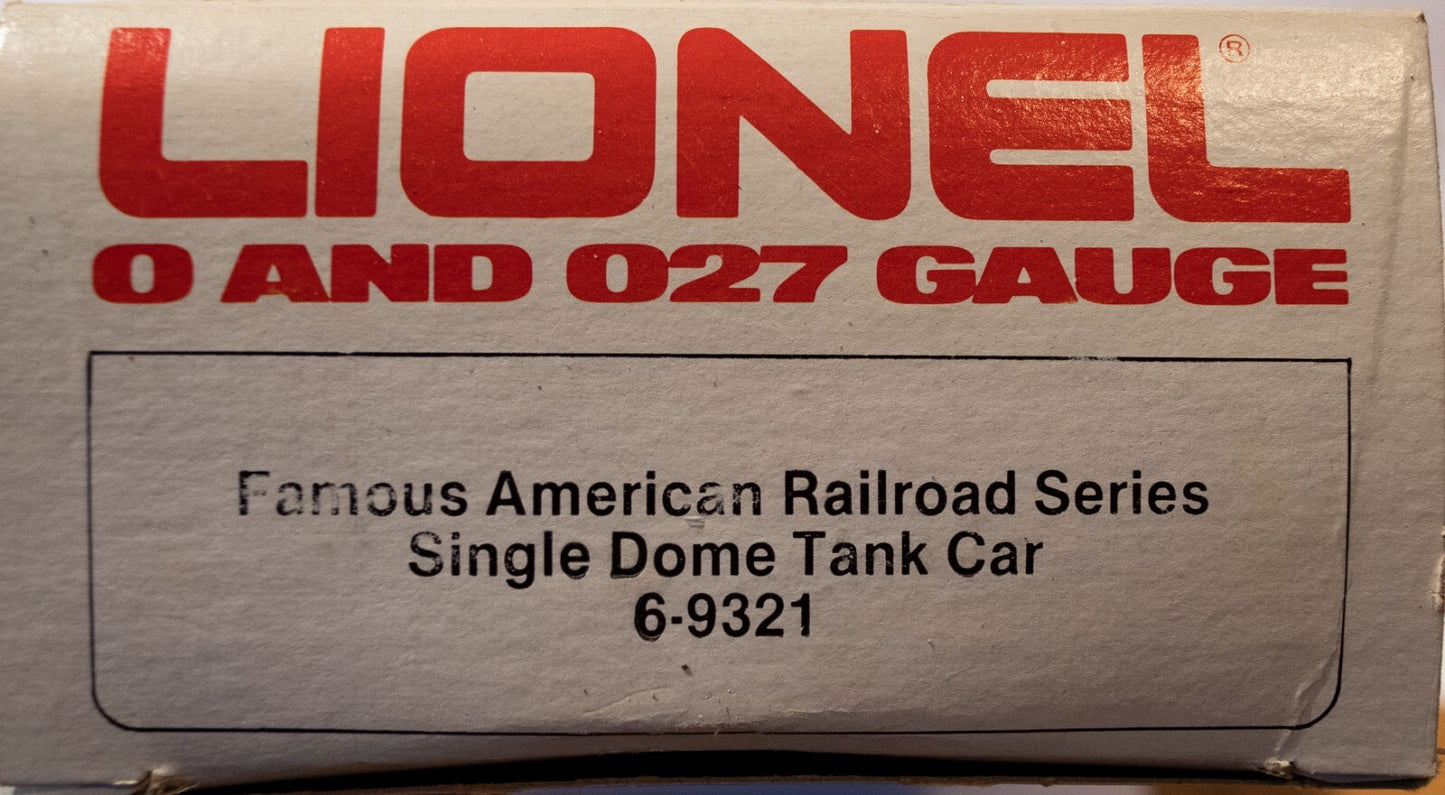 LIONEL®
O AND O27 GAUGE
Famous American Railroad Series
Single Dome Tank Car
6-9321